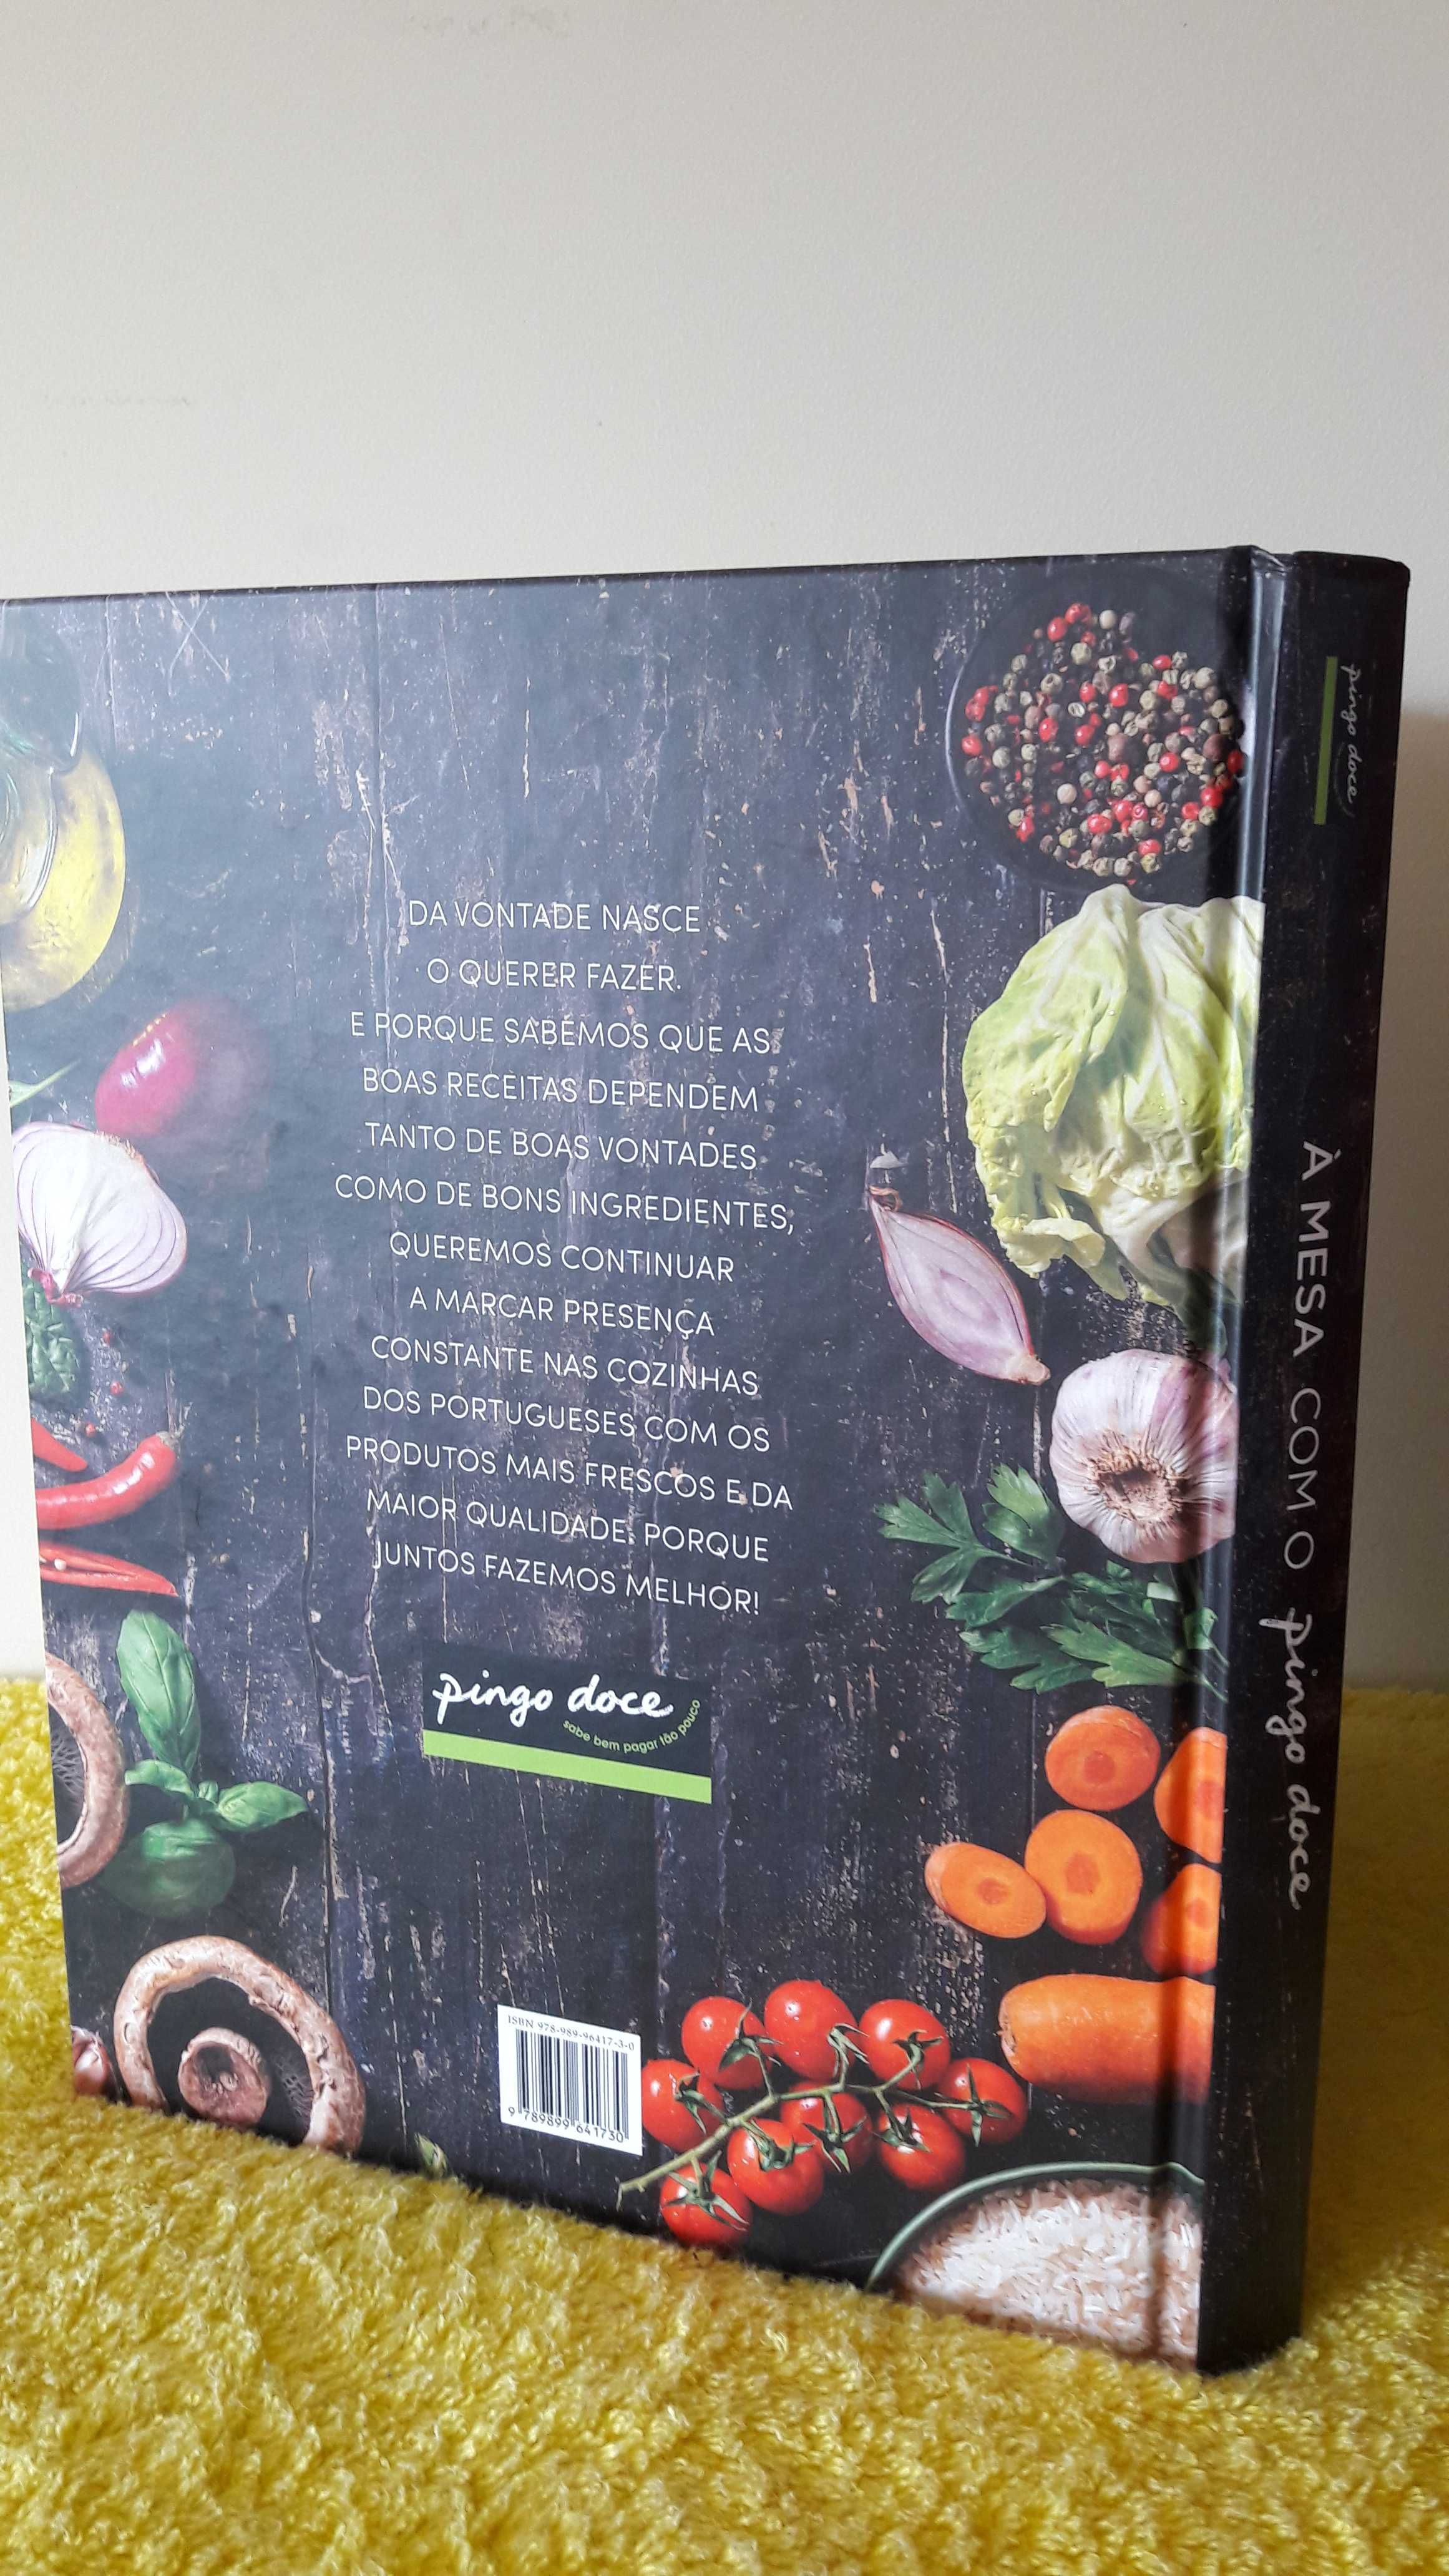 DA VONTADE NASCE
O QUERER FAZER.
E PORQUE SABEMOS QUE AS
BOAS RECEITAS DEPENDEM
TANTO DE BOAS VONTADES
COMO DE BONS INGREDIENTES,
QUEREMOS CONTINUAR
A MARCAR PRESENÇA
CONSTANTE NAS COZINHAS
DOS PORTUGUESES COM OS
PRODUTOS MAIS FRESCOS E DA
MAIOR QUALIDADE. PORQUE
JUNTOS FAZEMOS MELHOR!
pingo doce
sabe bem pagar tão pouco
ISBN 978-989-96417-3-0
9 789899 641730
pingo doce
À MESA COM O pingo doce